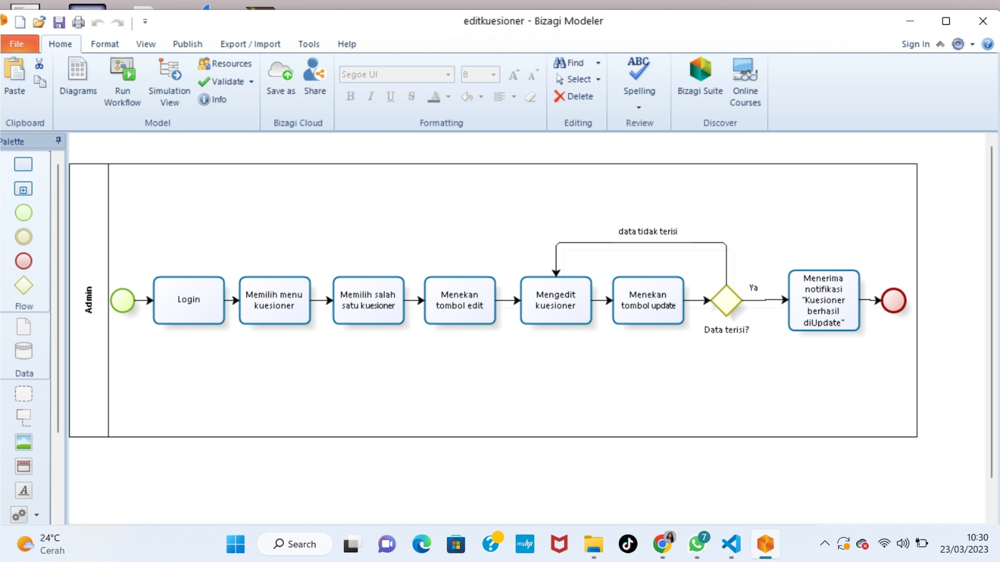 editkuesioner - Bizagi Modeler
File
Home
Format
View
Publish
Export / Import
Tools
Help
Sign In
Paste
Clipboard
Diagrams
Run
Workflow
Simulation
View
Resources
Validate
Info
Model
Save as
Share
Bizagi Cloud
Segoe UI
8
A
A
B
I
U
S
A
Formatting
Find
Select
Delete
Editing
ABC
Spelling
Review
Bizagi Suite
Online
Courses
Discover
Palette
Flow
Data
A
Admin
Login
Memilih menu
kuesioner
Memilih salah
satu kuesioner
Menekan
tombol edit
Mengedit
kuesioner
Menekan
tombol update
data tidak terisi
Data terisi?
Ya
Menerima
notifikasi
"Kuesioner
berhasil
diUpdate"
24°C
Cerah
Search
myhp
7
10:30
23/03/2023